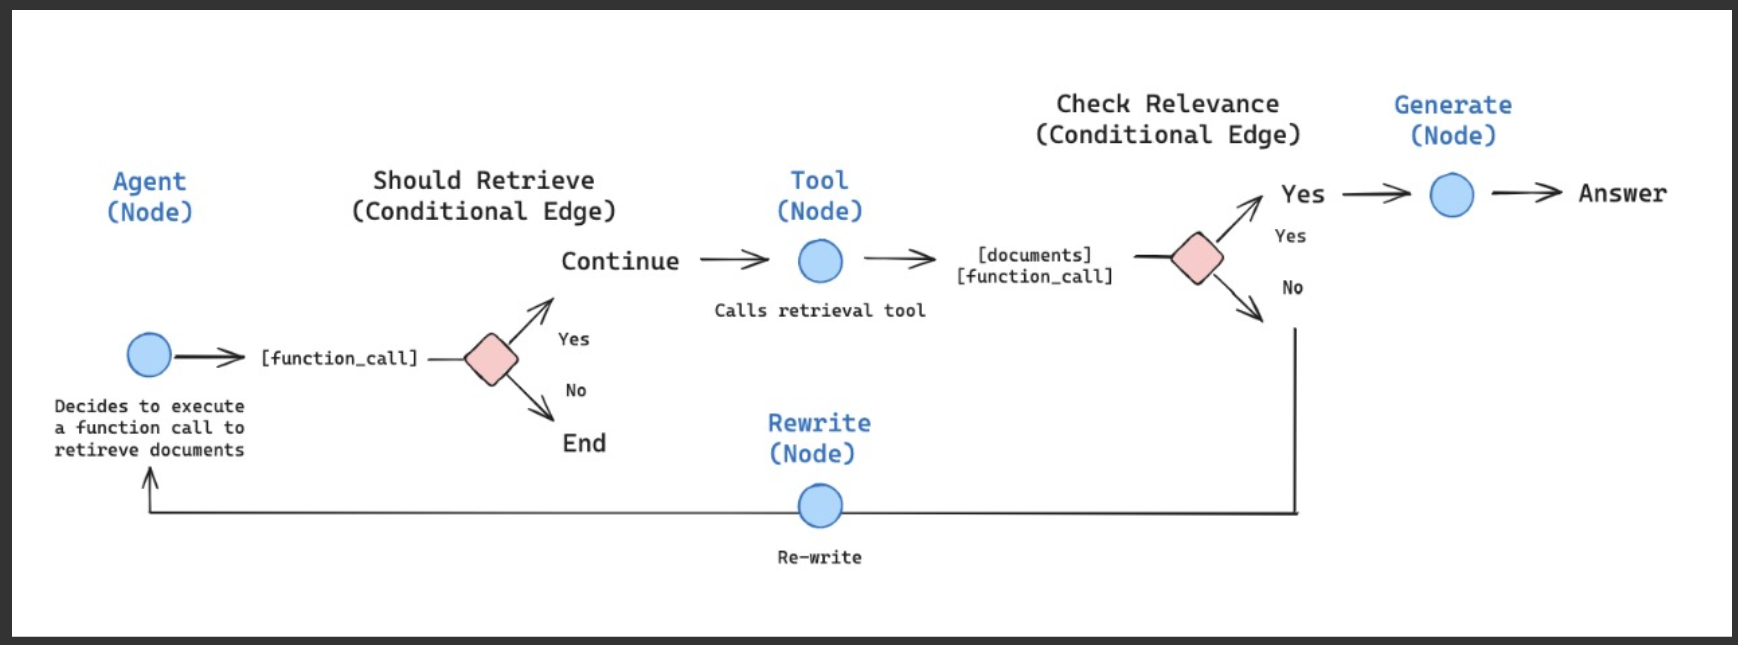 Check Relevance
(Conditional Edge)
Generate
(Node)
Agent
(Node)
Should Retrieve
(Conditional Edge)
Tool
(Node)
Yes
Answer
Yes
Continue
[documents]
[function_call]
No
Calls retrieval tool
Yes
[function_call]
No
Decides to execute
a function call to
retireve documents
End
Rewrite
(Node)
Re-write